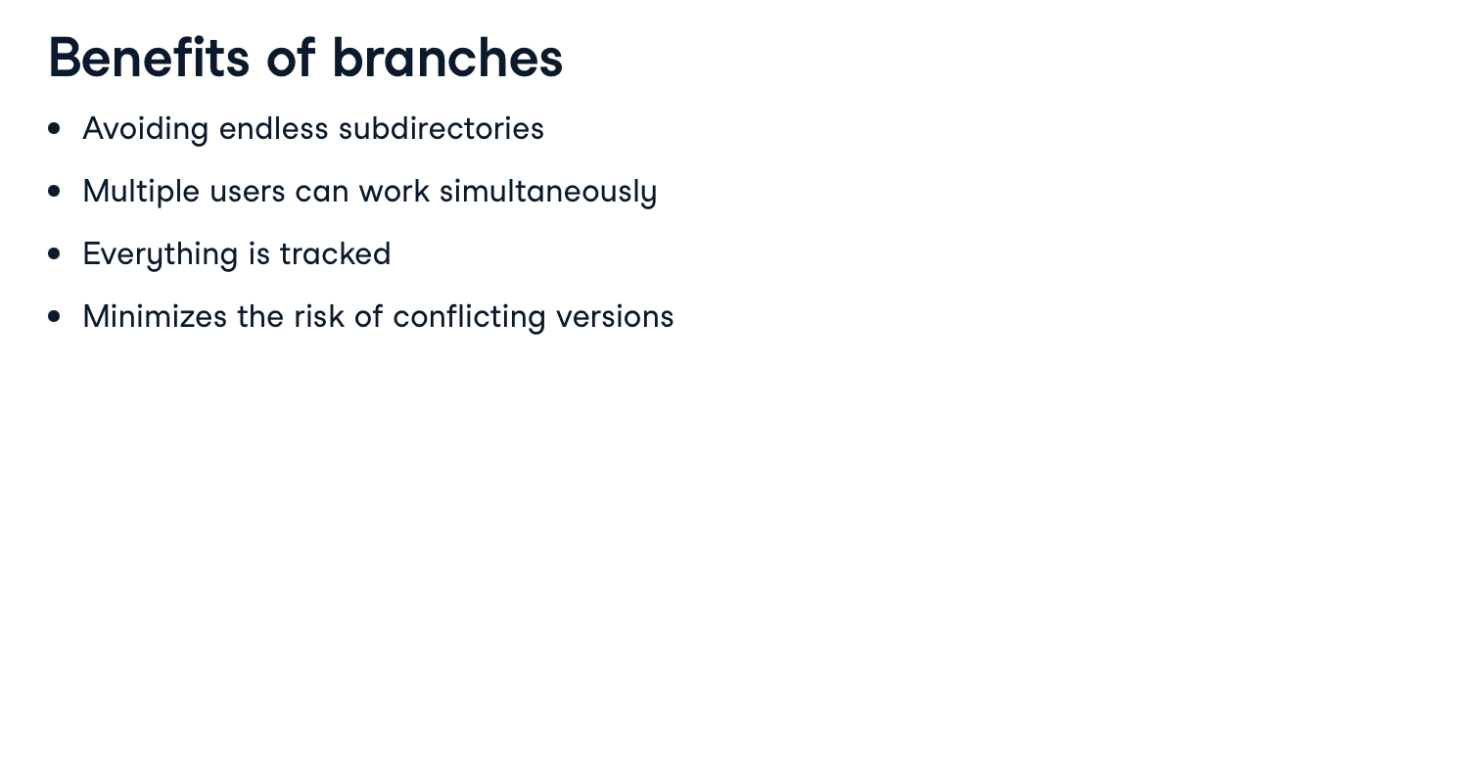 Benefits of branches
• Avoiding endless subdirectories
• Multiple users can work simultaneously
• Everything is tracked
• Minimizes the risk of conflicting versions